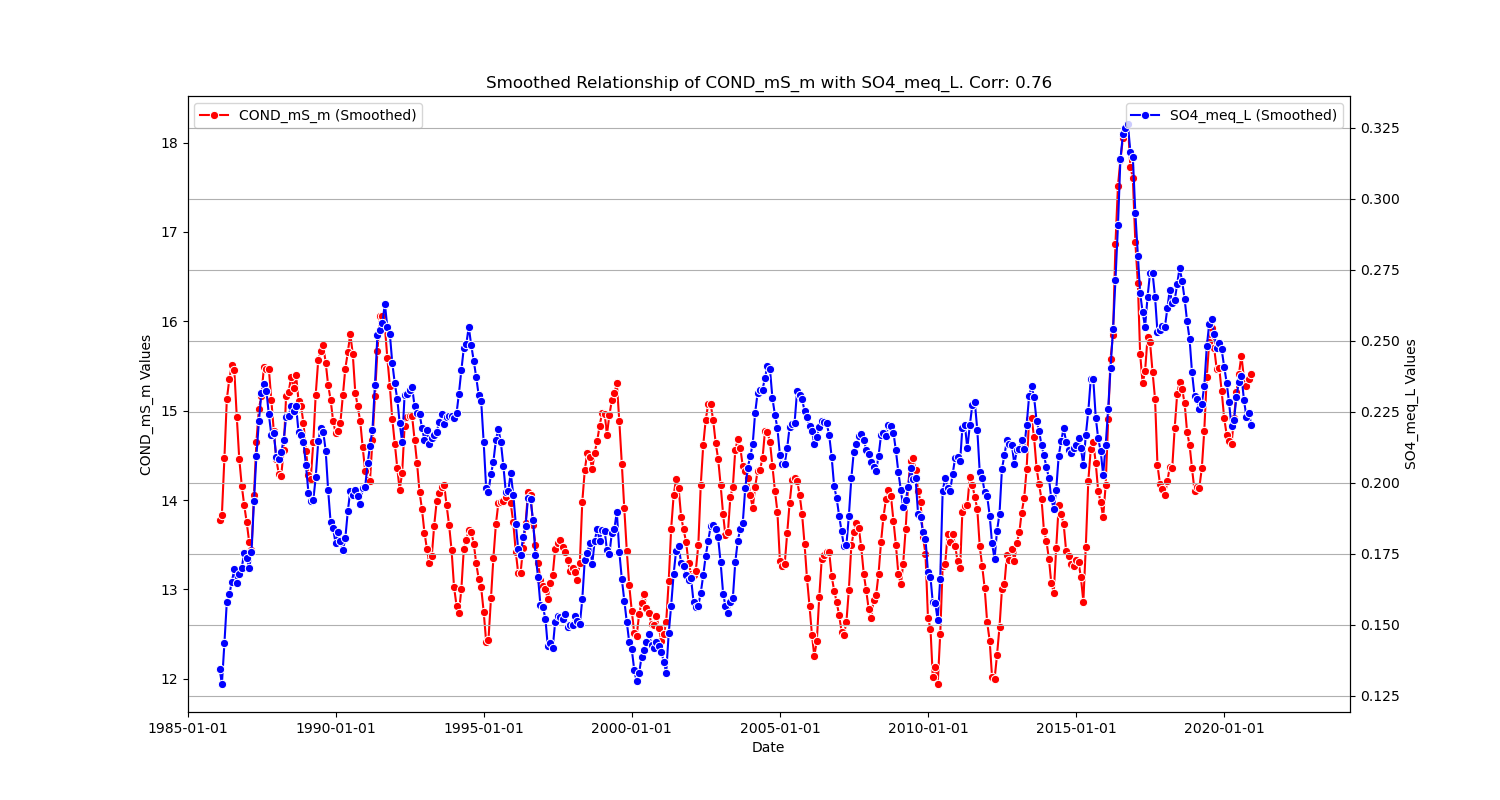 Smoothed Relationship of COND_mS_m with SO4_meq_L. Corr: 0.76
COND_mS_m (Smoothed)
SO4_meq_L (Smoothed)
18
17
16
15
14
13
12
COND_mS_m Values
0.325
0.300
0.275
0.250
0.225
0.200
0.175
0.150
0.125
SO4_meq_L Values
1985-01-01 1990-01-01 1995-01-01 2000-01-01 2005-01-01 2010-01-01 2015-01-01 2020-01-01
Date